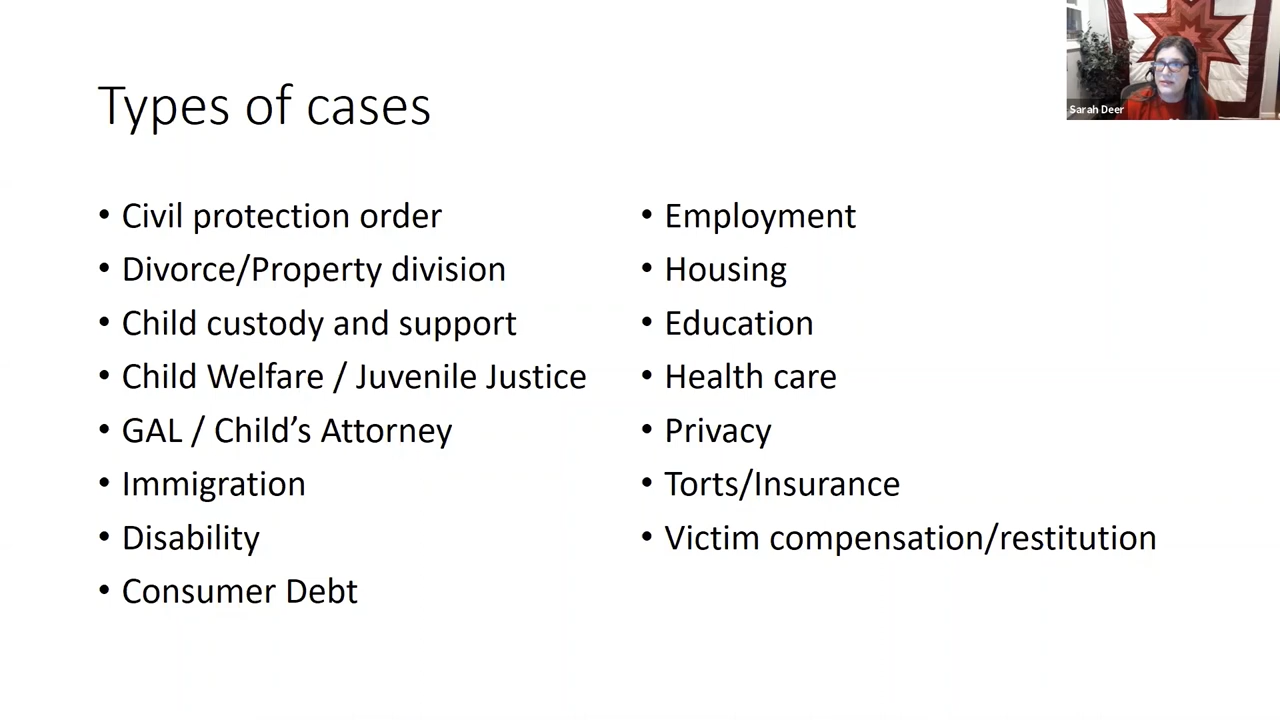 Types of cases
• Civil protection order
• Divorce/Property division
• Child custody and support
• Child Welfare / Juvenile Justice
• GAL / Child’s Attorney
• Immigration
• Disability
• Consumer Debt
• Employment
• Housing
• Education
• Health care
• Privacy
• Torts/Insurance
• Victim compensation/restitution
Sarah Deer